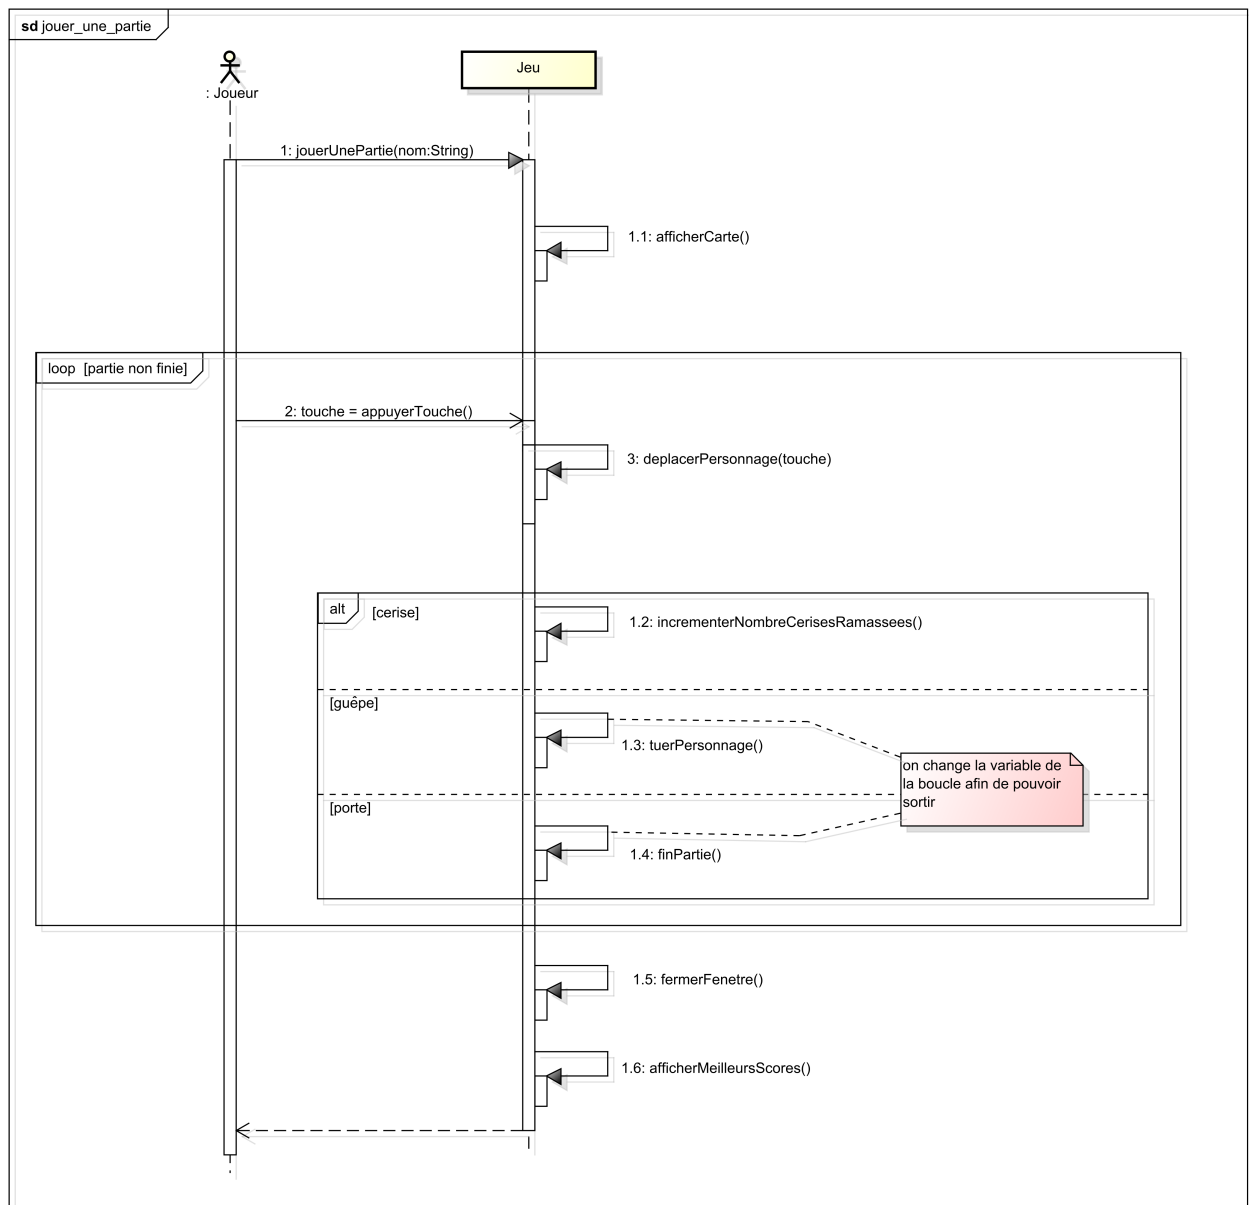 sd jouer_une_partie
: Joueur
Jeu
1: jouerUnePartie(nom:String)
1.1: afficherCarte()
loop [partie non finie]
2: touche = appuyerTouche()
3: deplacerPersonnage(touche)
alt
[cerise]
1.2: incrementerNombreCerisesRamassees()
[guêpe]
1.3: tuerPersonnage()
on change la variable de
la boucle afin de pouvoir
sortir
[porte]
1.4: finPartie()
1.5: fermerFenetre()
1.6: afficherMeilleursScores()